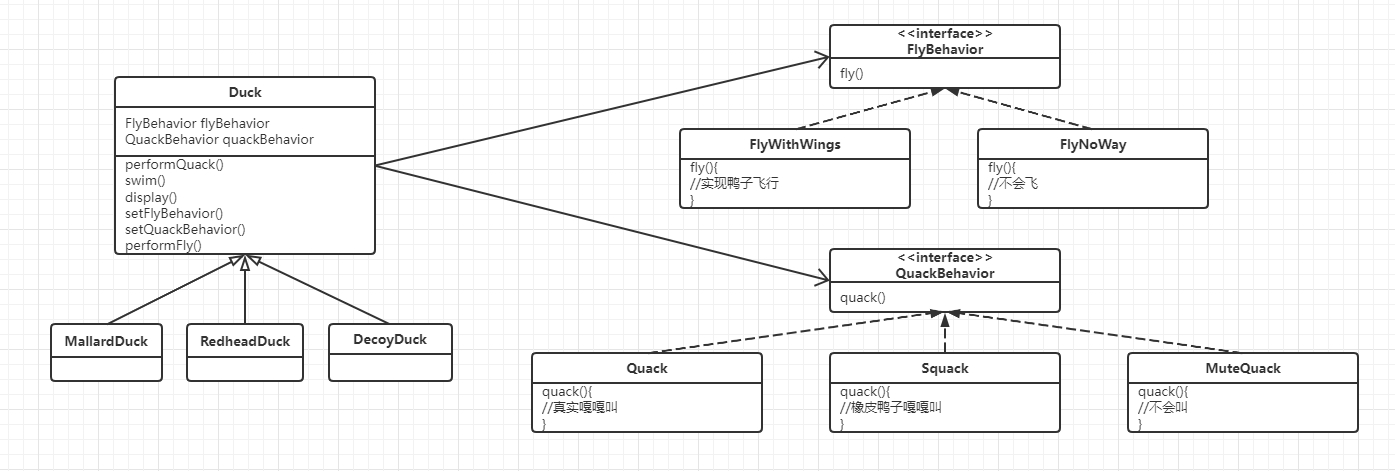 Duck
FlyBehavior flyBehavior
QuackBehavior quackBehavior
performQuack()
swim()
display()
setFlyBehavior()
setQuackBehavior()
performFly()
MallardDuck
RedheadDuck
DecoyDuck
<<interface>>
FlyBehavior
fly()
FlyWithWings
fly(){
//实现鸭子飞行
}
FlyNoWay
fly(){
//不会飞
}
<<interface>>
QuackBehavior
quack()
Quack
quack(){
//真实嘎嘎叫
}
Squack
quack(){
//橡皮鸭子嘎嘎叫
}
MuteQuack
quack(){
//不会叫
}